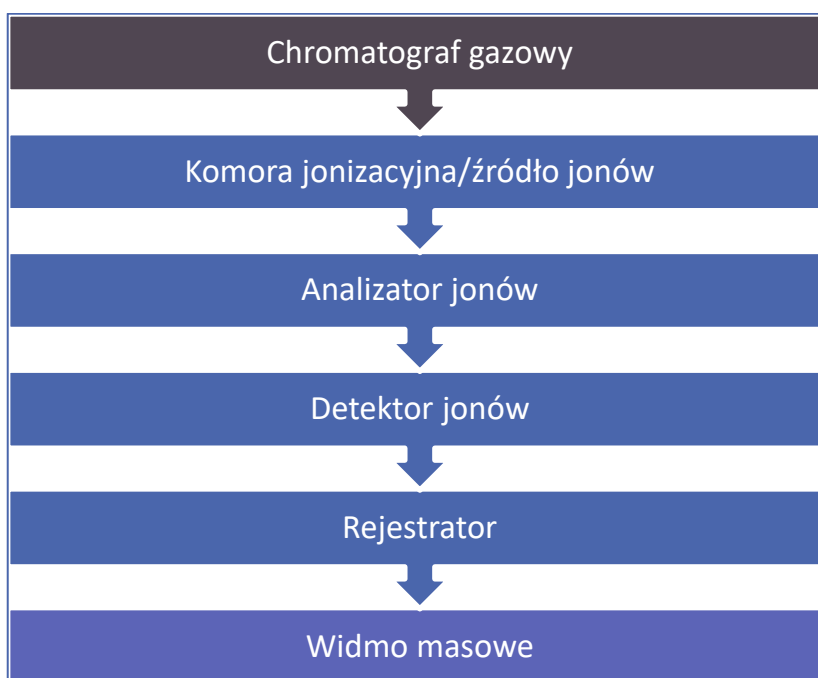 Chromatograf gazowy
Komora jonizacyjna/źródło jonów
Analizator jonów
Detektor jonów
Rejestrator
Widmo masowe